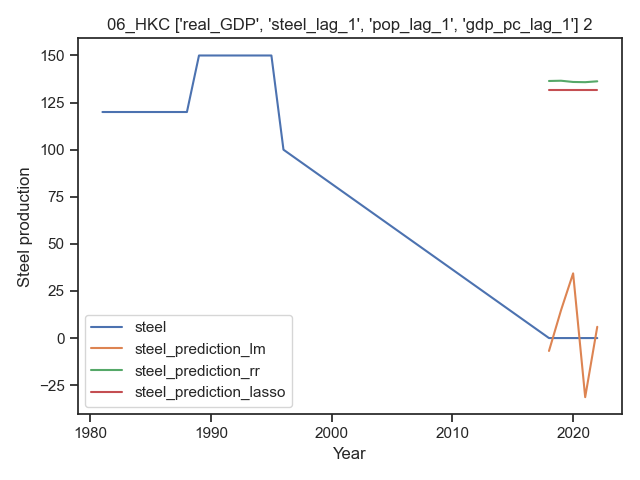 06_HKC ['real_GDP', 'steel_lag_1', 'pop_lag_1', 'gdp_pc_lag_1'] 2
150
125
100
75
50
25
0
−25
Steel production
steel
steel_prediction_lm
steel_prediction_rr
steel_prediction_lasso
1980
1990
2000
2010
2020
Year